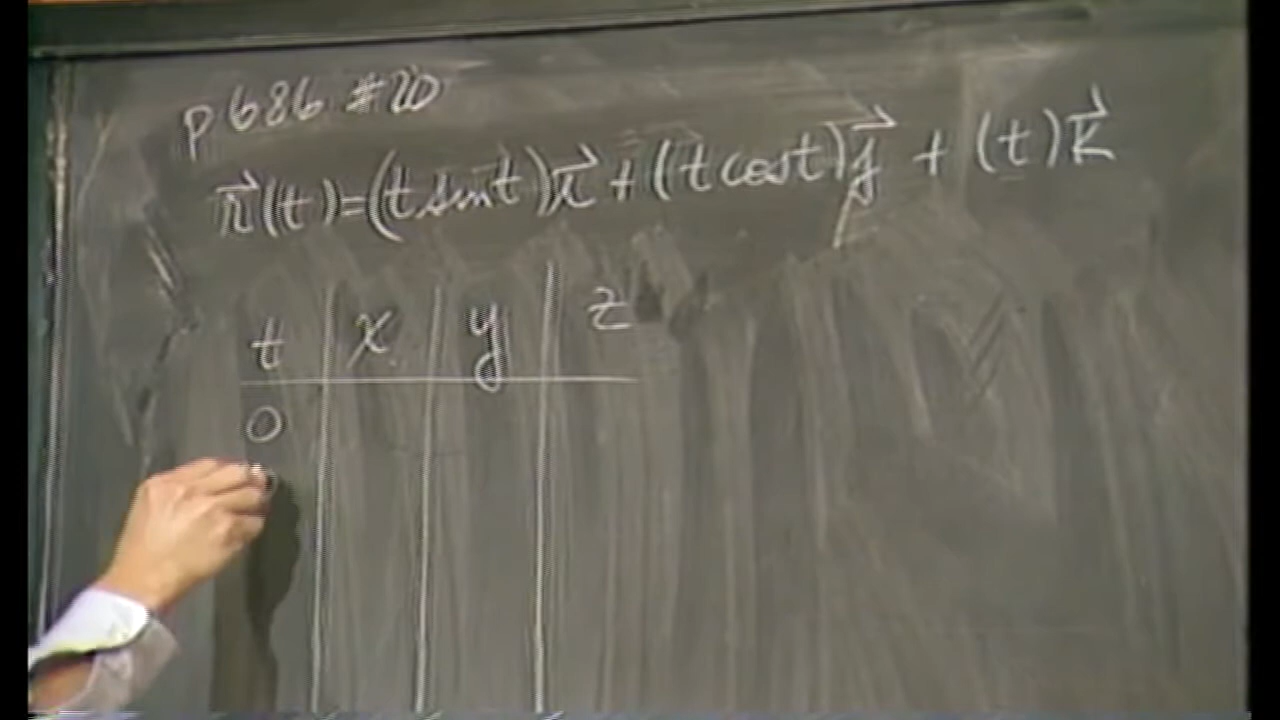 p 686 #20
r⃗(t)=(t sin t)i⃗+(t cos t)j⃗ + (t)k⃗
t x y z
0